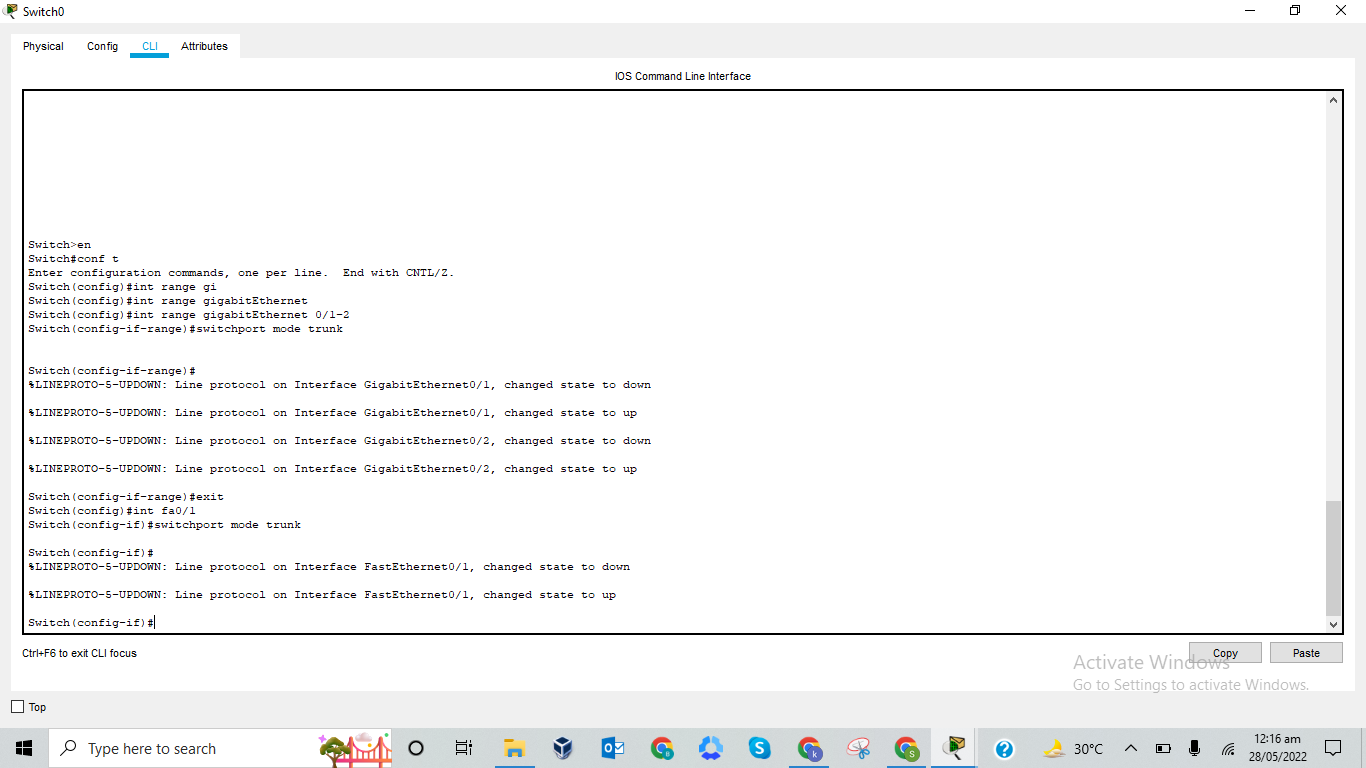 Switch0
Physical Config CLI Attributes
IOS Command Line Interface
Switch>en
Switch#conf t
Enter configuration commands, one per line.  End with CNTL/Z.
Switch(config)#int range gi
Switch(config)#int range gigabitEthernet
Switch(config)#int range gigabitEthernet 0/1-2
Switch(config-if-range)#switchport mode trunk
Switch(config-if-range)#
%LINEPROTO-5-UPDOWN: Line protocol on Interface GigabitEthernet0/1, changed state to down
%LINEPROTO-5-UPDOWN: Line protocol on Interface GigabitEthernet0/1, changed state to up
%LINEPROTO-5-UPDOWN: Line protocol on Interface GigabitEthernet0/2, changed state to down
%LINEPROTO-5-UPDOWN: Line protocol on Interface GigabitEthernet0/2, changed state to up
Switch(config-if-range)#exit
Switch(config)#int fa0/1
Switch(config-if)#switchport mode trunk
Switch(config-if)#
%LINEPROTO-5-UPDOWN: Line protocol on Interface FastEthernet0/1, changed state to down
%LINEPROTO-5-UPDOWN: Line protocol on Interface FastEthernet0/1, changed state to up
Switch(config-if)#
Ctrl+F6 to exit CLI focus
Copy Paste
Activate Windows
Go to Settings to activate Windows.
Top
Type here to search
30°C
12:16 am
28/05/2022